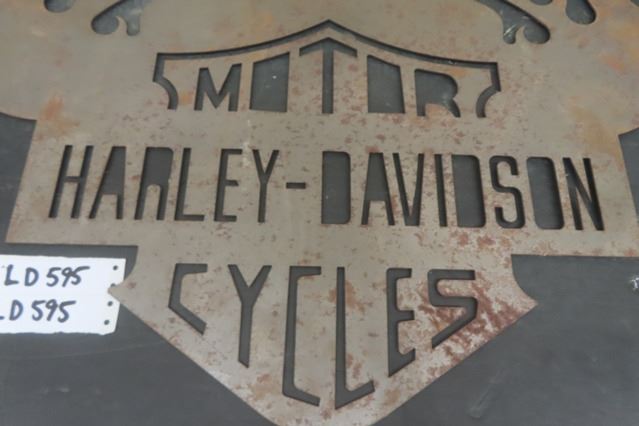 MOTOR
HARLEY-DAVIDSON
CYCLES
LD 595
LD 595